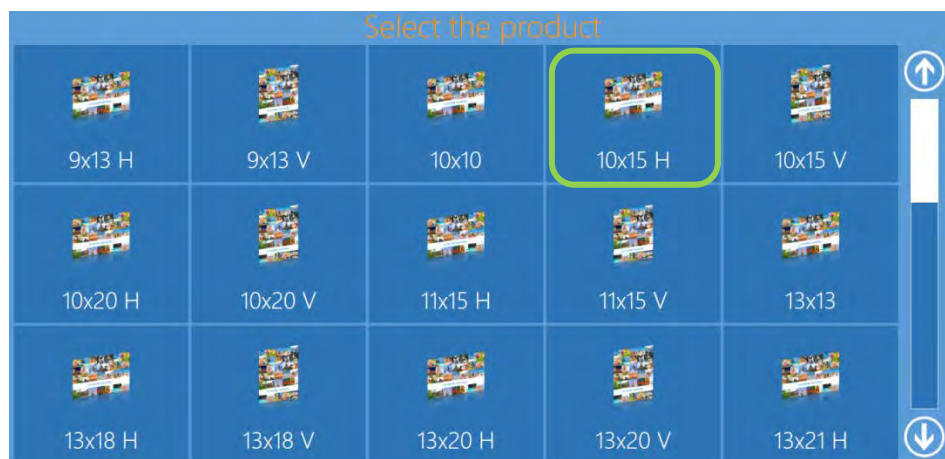 Select the product
9x13 H
9x13 V
10x10
10x15 H
10x15 V
10x20 H
10x20 V
11x15 H
11x15 V
13x13
13x18 H
13x18 V
13x20 H
13x20 V
13x21 H